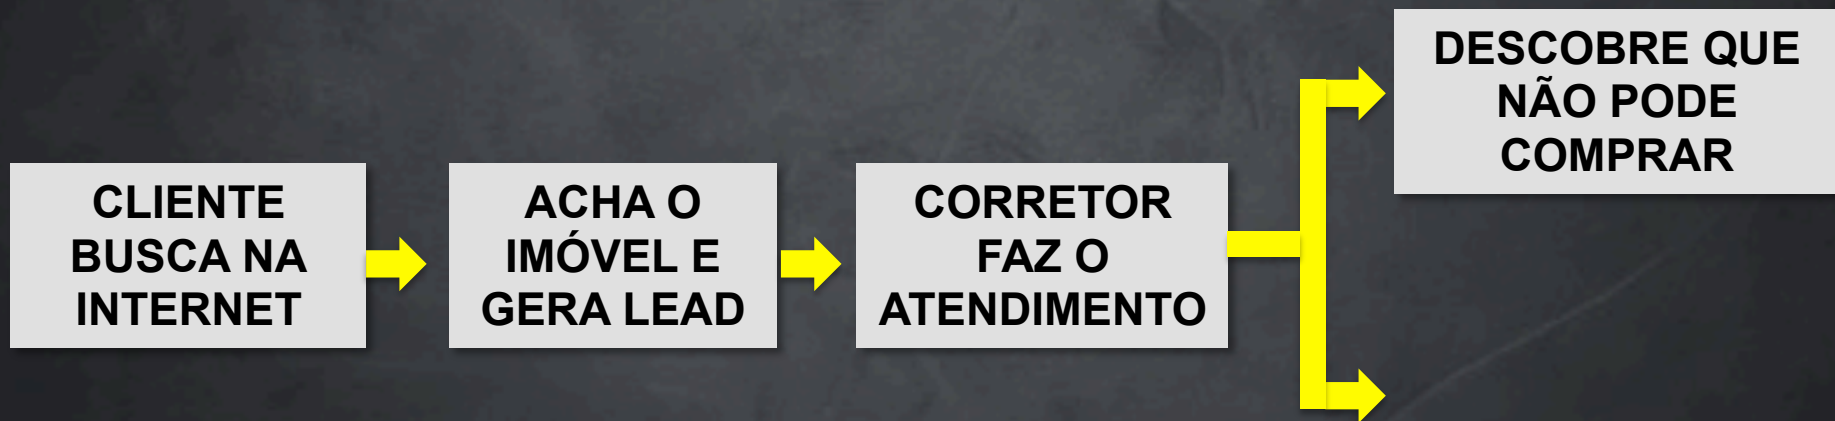 CLIENTE
BUSCA NA
INTERNET
ACHA O
IMÓVEL E
GERA LEAD
CORRETOR
FAZ O
ATENDIMENTO
DESCOBRE QUE
NÃO PODE
COMPRAR